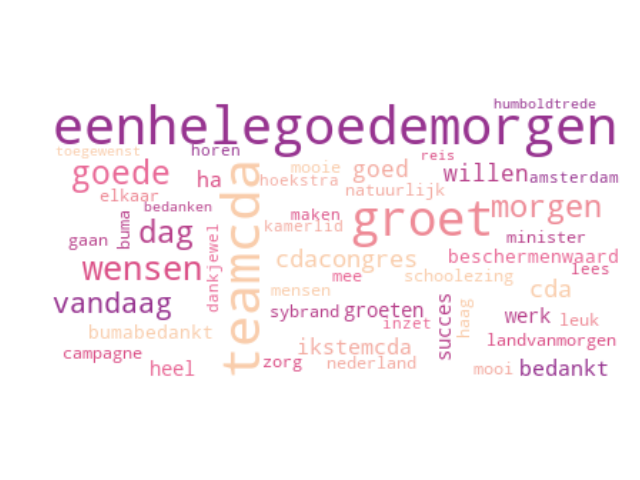 humboldtrede
eenhelegoedemorgen
toegewenst horen reis
goede ha mooie goed willen amsterdam
hoekstra natuurlijk
elkaar bedanken
buma dag dankjewel teamcda maken kamerlid groet morgen
gaan minister
wensen cdacongres beschermenwaard
mee schoolezing lees
vandaag mensen cda
sybrand groeten succes haag werk leuk
bumabedankt inzet
campagne ikstemcda landvanmorgen
heel zorg nederland mooi bedankt